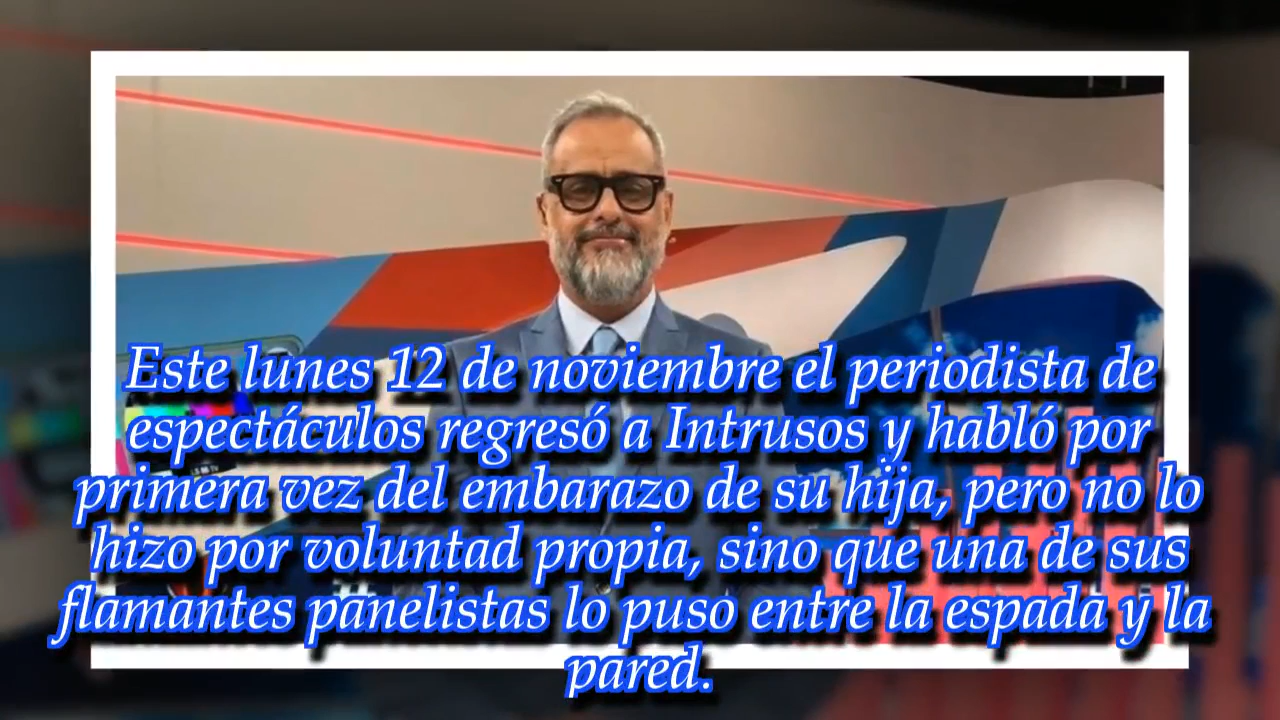 Este lunes 12 de noviembre el periodista de
espectáculos regresó a Intrusos y habló por
primera vez del embarazo de su hija, pero no lo
hizo por voluntad propia, sino que una de sus
flamantes panelistas lo puso entre la espada y la
pared.